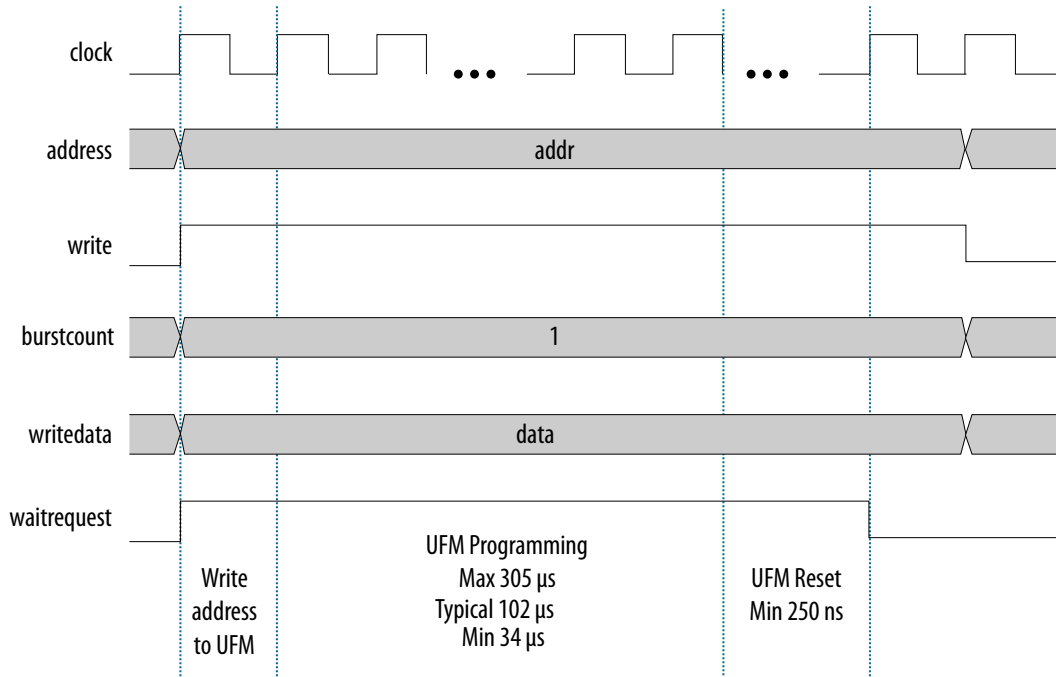 clock
address
addr
write
burstcount
1
writedata
data
waitrequest
Write
address
to UFM
UFM Programming
Max 305 µs
Typical 102 µs
Min 34 µs
UFM Reset
Min 250 ns